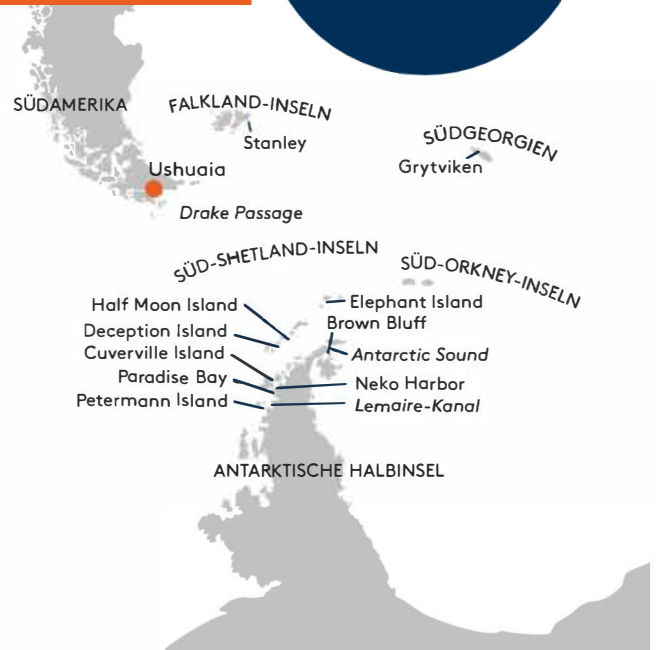 SÜDAMERIKA
FALKLAND-INSELN
Stanley
SÜDGEORGIEN
Grytviken
Ushuaia
Drake Passage
SÜD-SHETLAND-INSELN
SÜD-ORKNEY-INSELN
Half Moon Island
Elephant Island
Brown Bluff
Deception Island
Cuverville Island
Antarctic Sound
Paradise Bay
Neko Harbor
Petermann Island
Lemaire-Kanal
ANTARKTISCHE HALBINSEL